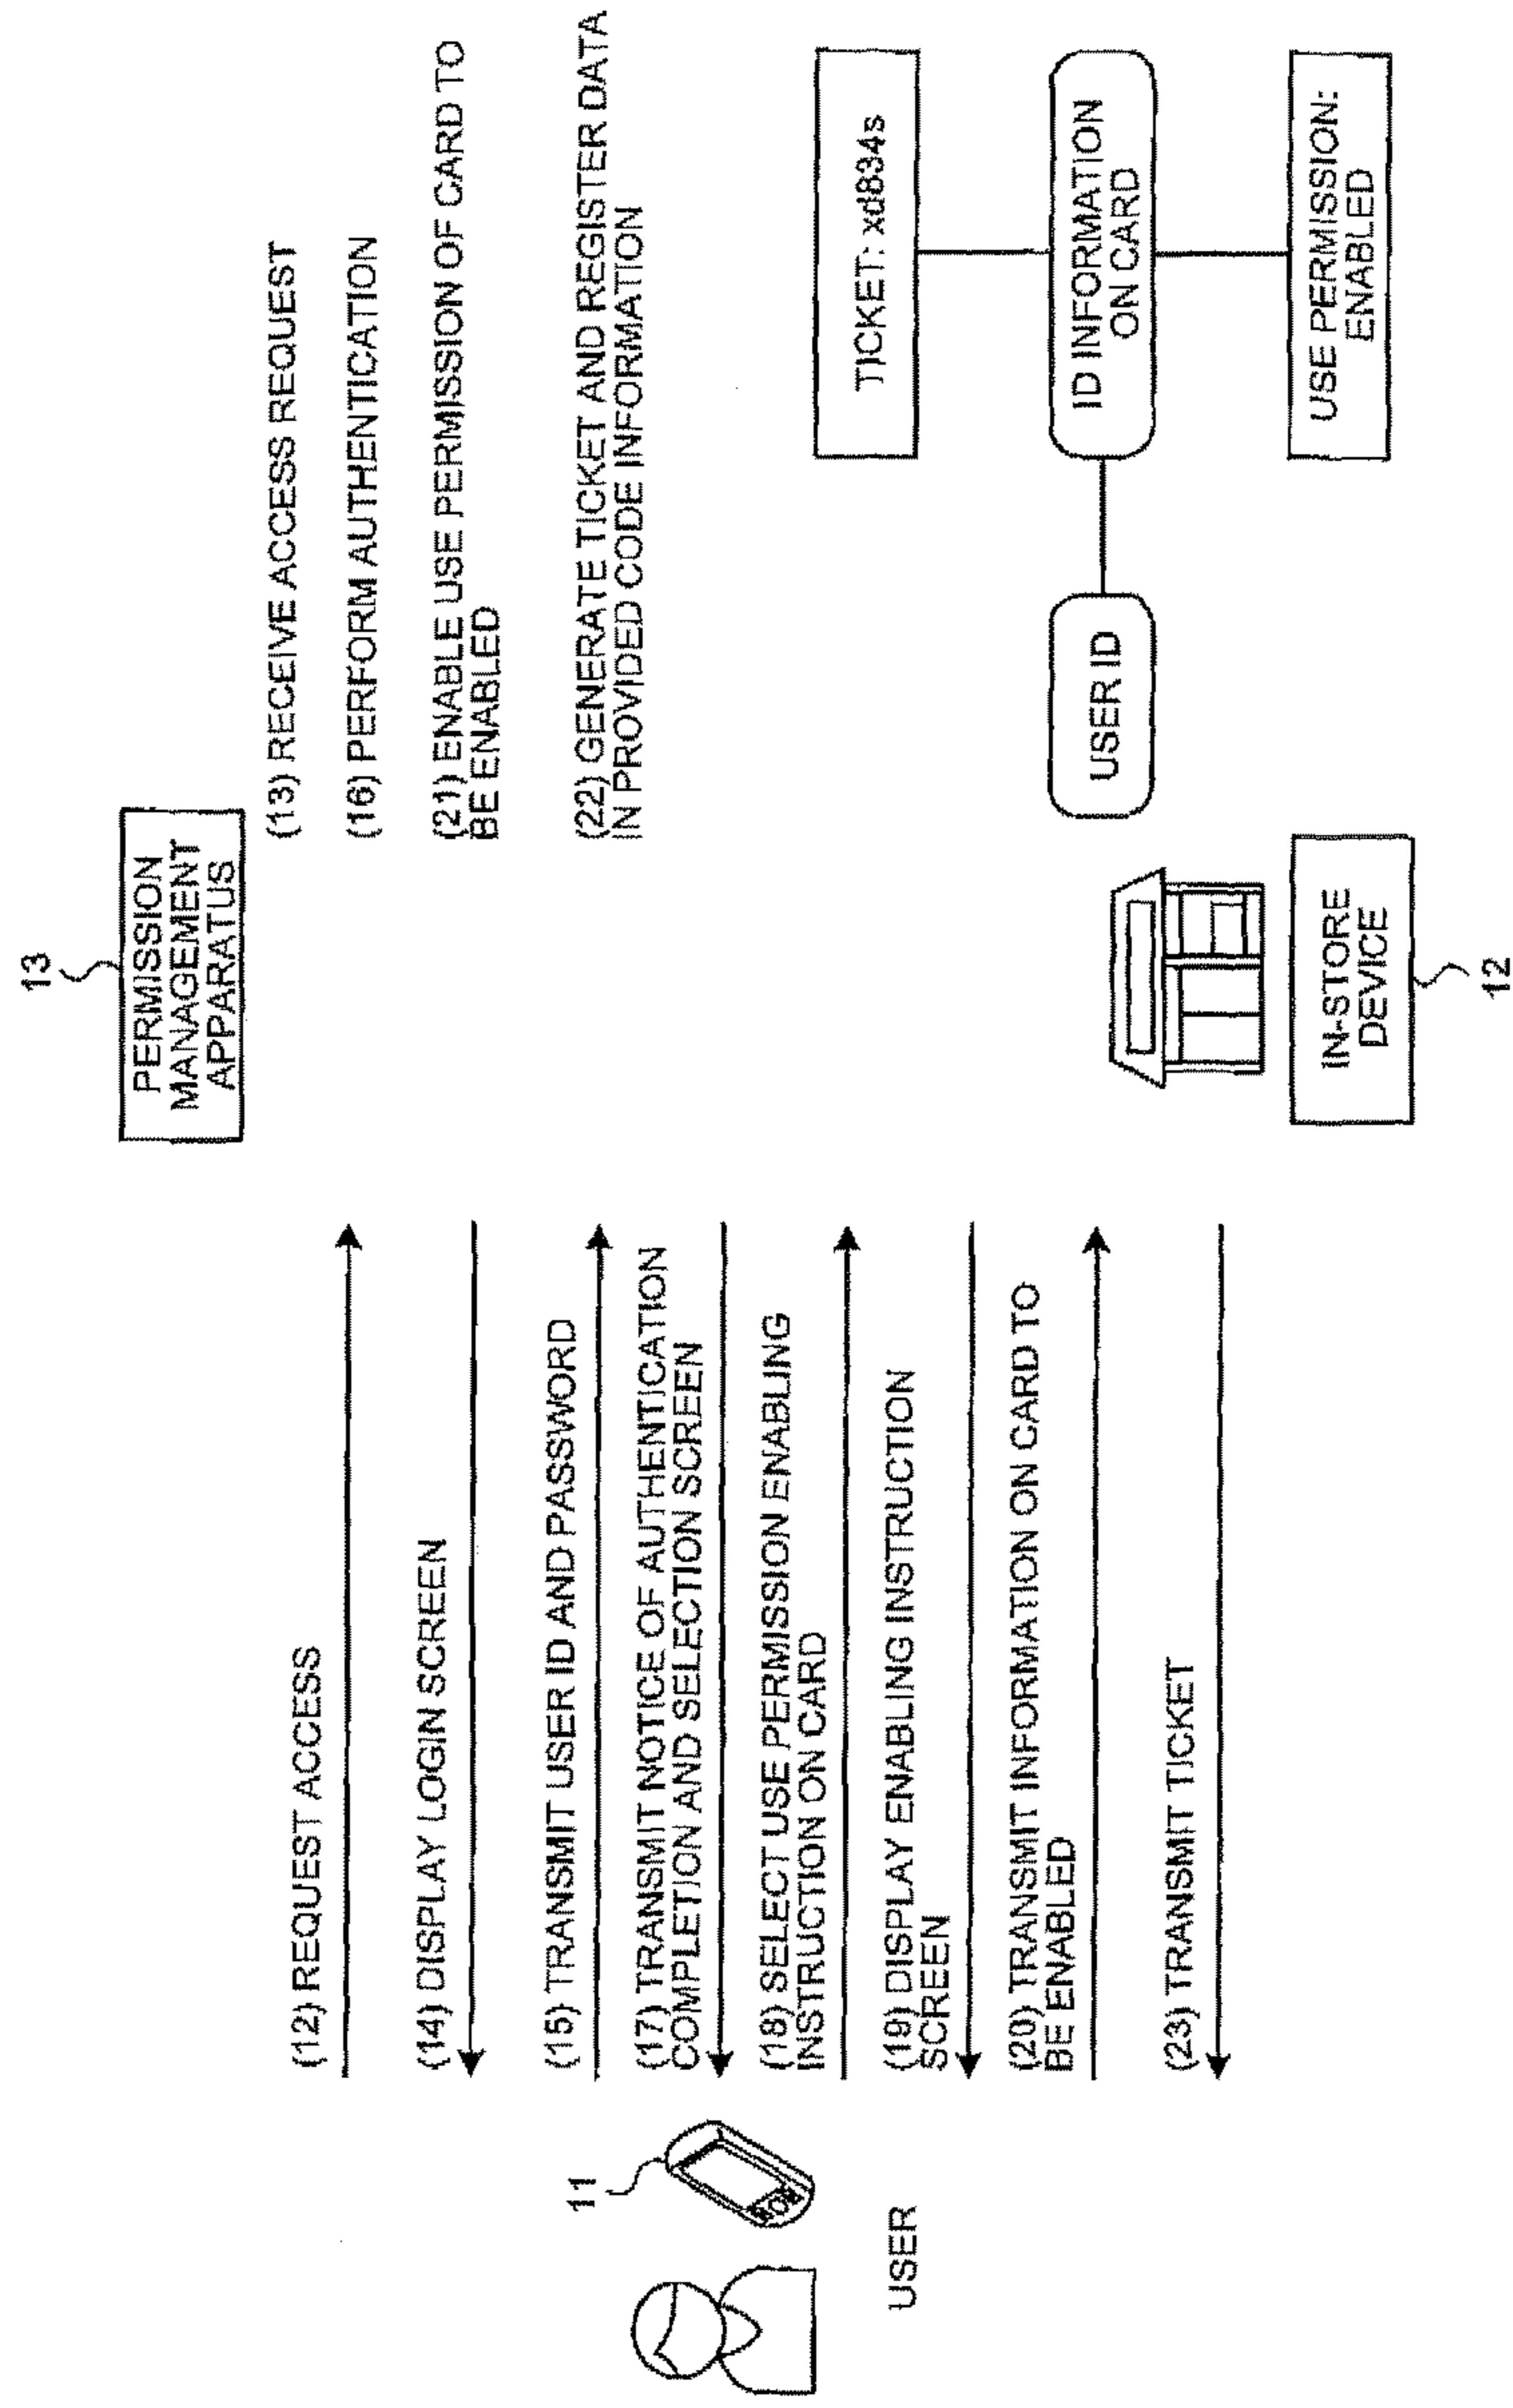 13
PERMISSION
MANAGEMENT
APPARATUS
(12) REQUEST ACCESS
(13) RECEIVE ACCESS REQUEST
(14) DISPLAY LOGIN SCREEN
(15) TRANSMIT USER ID AND PASSWORD
(16) PERFORM AUTHENTICATION
(17) TRANSMIT NOTICE OF AUTHENTICATION
COMPLETION AND SELECTION SCREEN
(18) SELECT USE PERMISSION ENABLING
INSTRUCTION ON CARD
(19) DISPLAY ENABLING INSTRUCTION
SCREEN
(20) TRANSMIT INFORMATION ON CARD TO
BE ENABLED
(21) ENABLE USE PERMISSION OF CARD TO
BE ENABLED
(22) GENERATE TICKET AND REGISTER DATA
IN PROVIDED CODE INFORMATION
(23) TRANSMIT TICKET
11
USER
TICKET: xd834s
USER ID
ID INFORMATION
ON CARD
USE PERMISSION:
ENABLED
IN-STORE
DEVICE
12